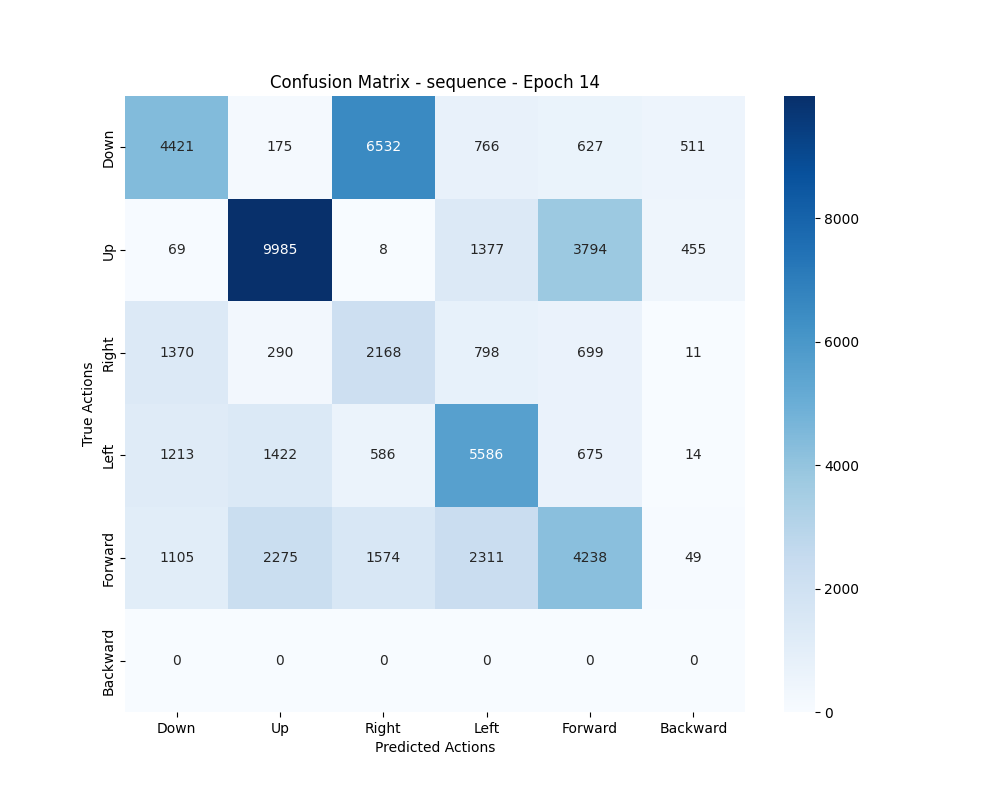 Confusion Matrix - sequence - Epoch 14
True Actions
Down 4421 175 6532 766 627 511
Up 69 9985 8 1377 3794 455
Right 1370 290 2168 798 699 11
Left 1213 1422 586 5586 675 14
Forward 1105 2275 1574 2311 4238 49
Backward 0 0 0 0 0 0
Down Up Right Left Forward Backward
Predicted Actions
8000
6000
4000
2000
0